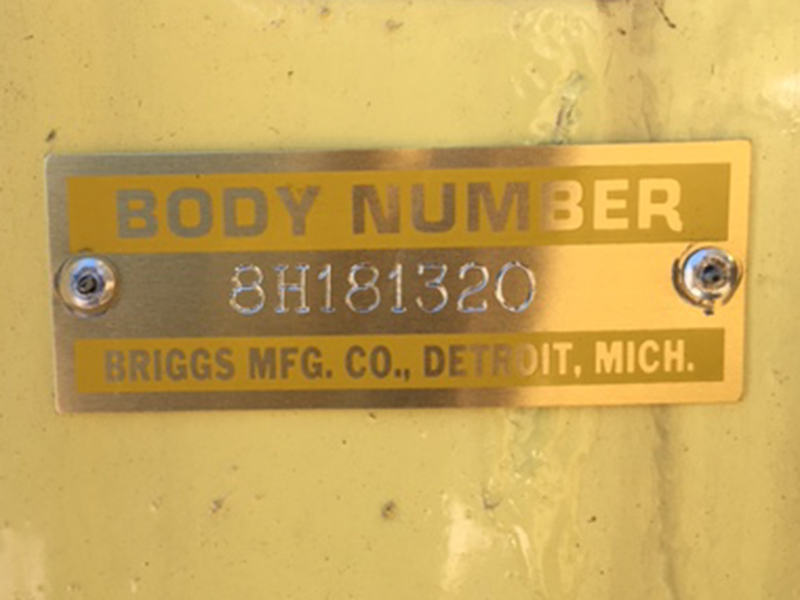 BODY NUMBER
8H181320
BRIGGS MFG. CO., DETROIT, MICH.